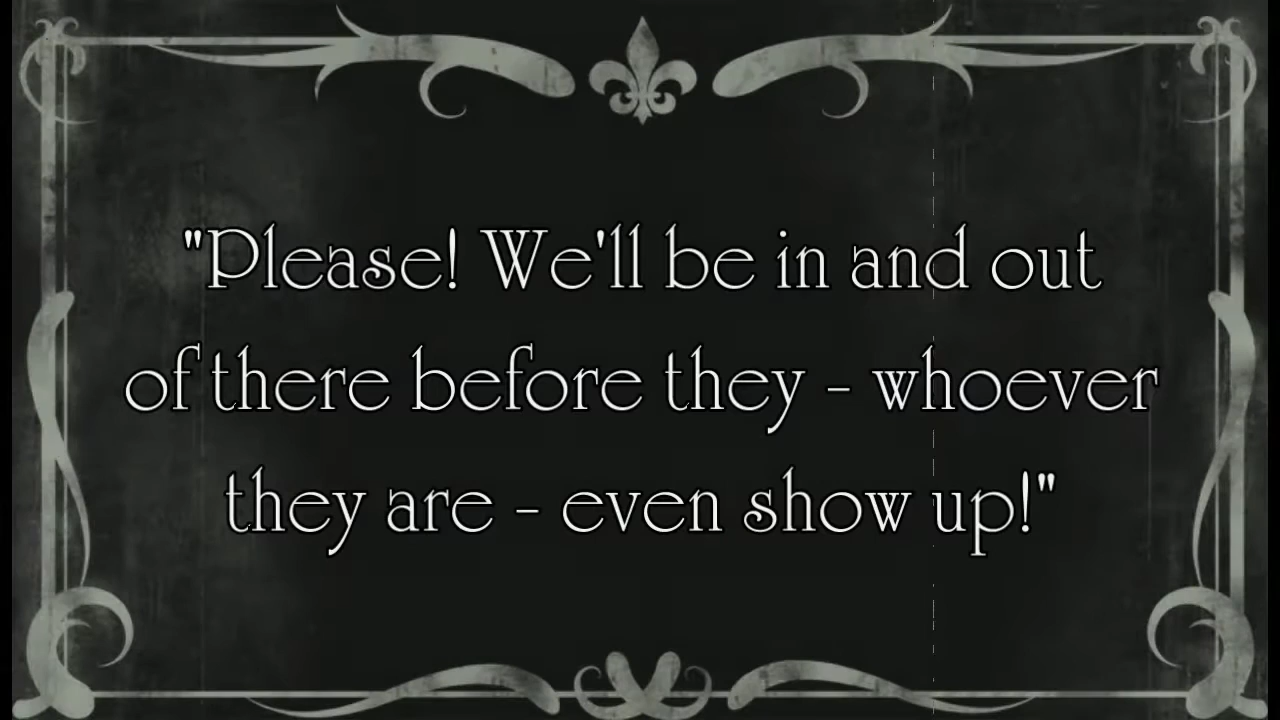 "Please! We'll be in and out
of there before they - whoever
they are - even show up!"